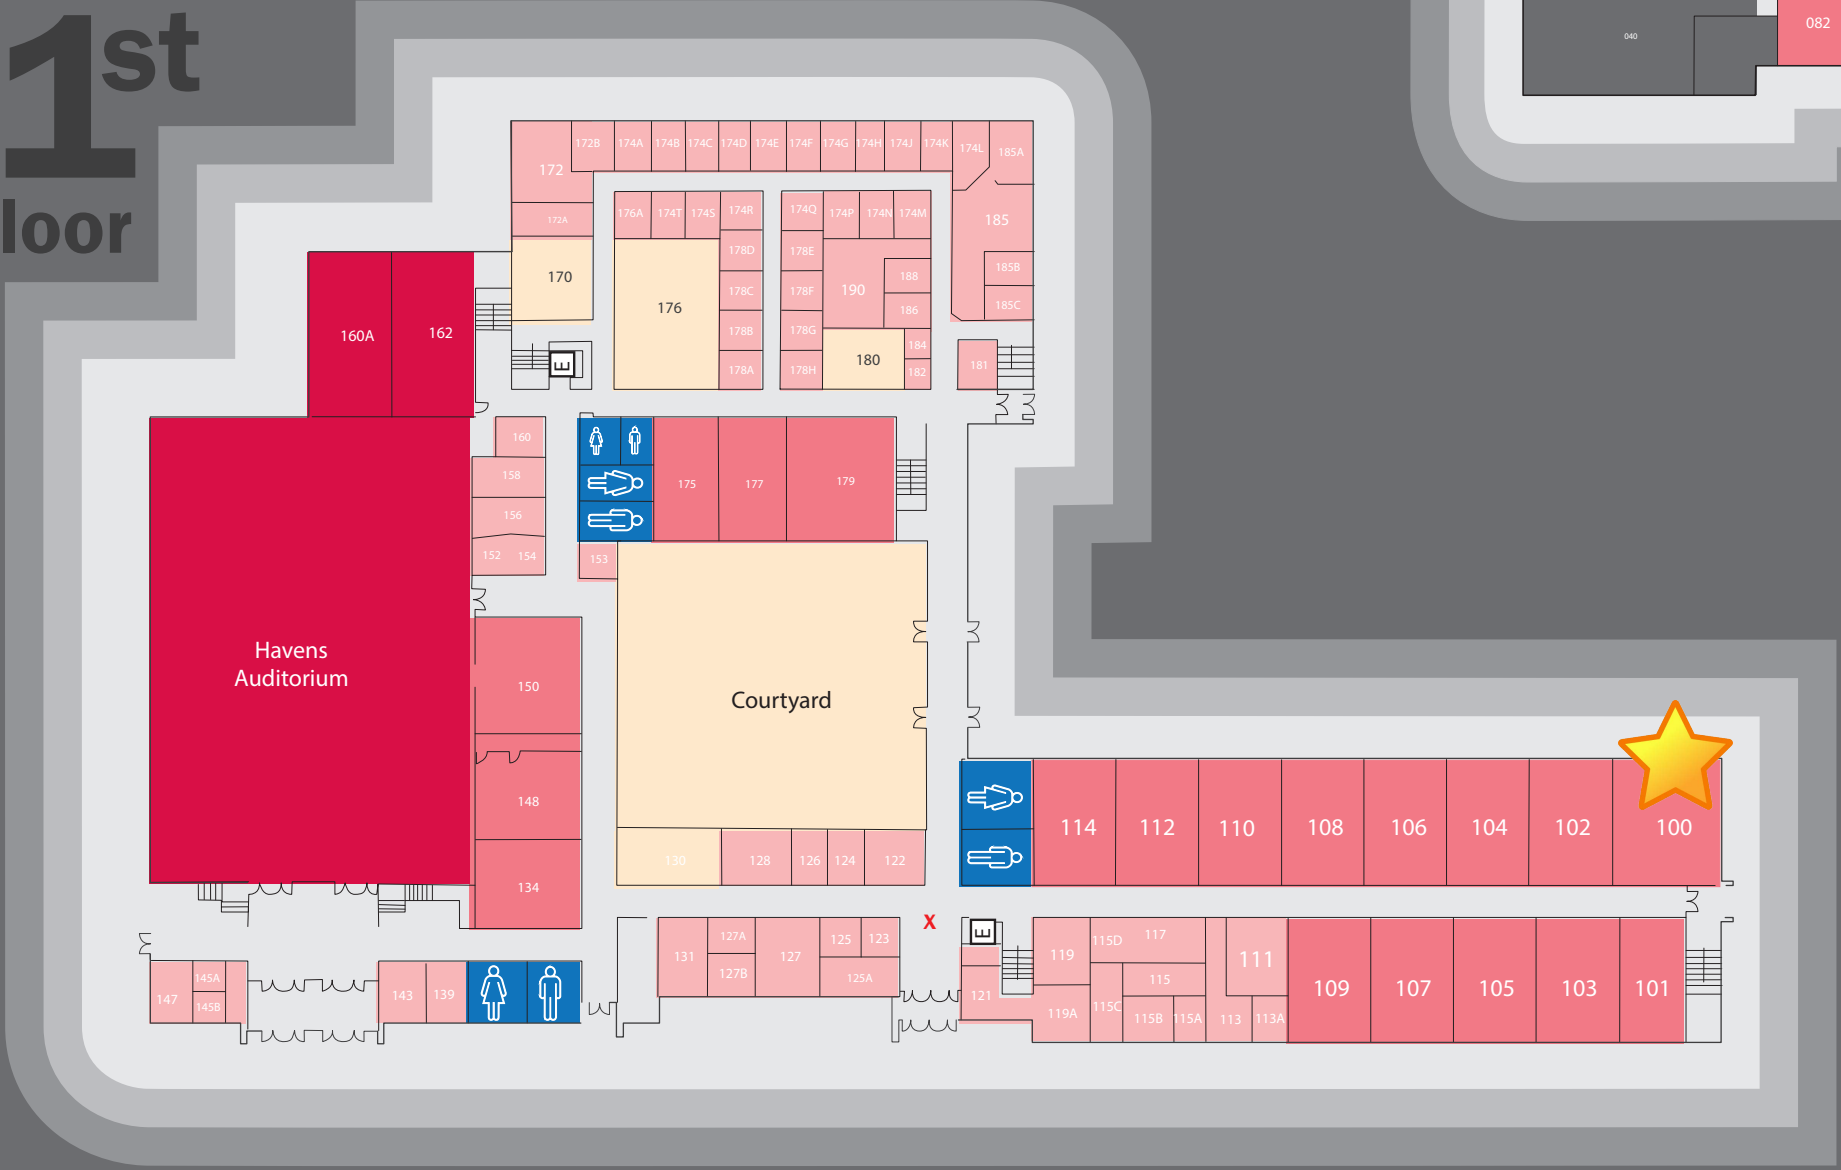 1st
loor
040
082
172
172B
174A
174B
174C
174D
174E
174F
174G
174H
174J
174K
174L
185A
172A
176A
174T
174S
174R
174Q
174P
174N
174M
185
178D
178E
170
176
178C
178F
190
188
185B
186
185C
160A
162
178B
178G
184
E
178A
178H
180
182
181
160
158
175
177
179
156
152
154
153
Havens
Auditorium
150
Courtyard
148
114
112
110
108
106
104
102
100
130
128
126
124
122
134
X
E
131
127A
127
125
123
127B
125A
119
115D
117
111
115
109
107
105
103
101
147
145A
145B
143
139
121
119A
115C
115B
115A
113
113A